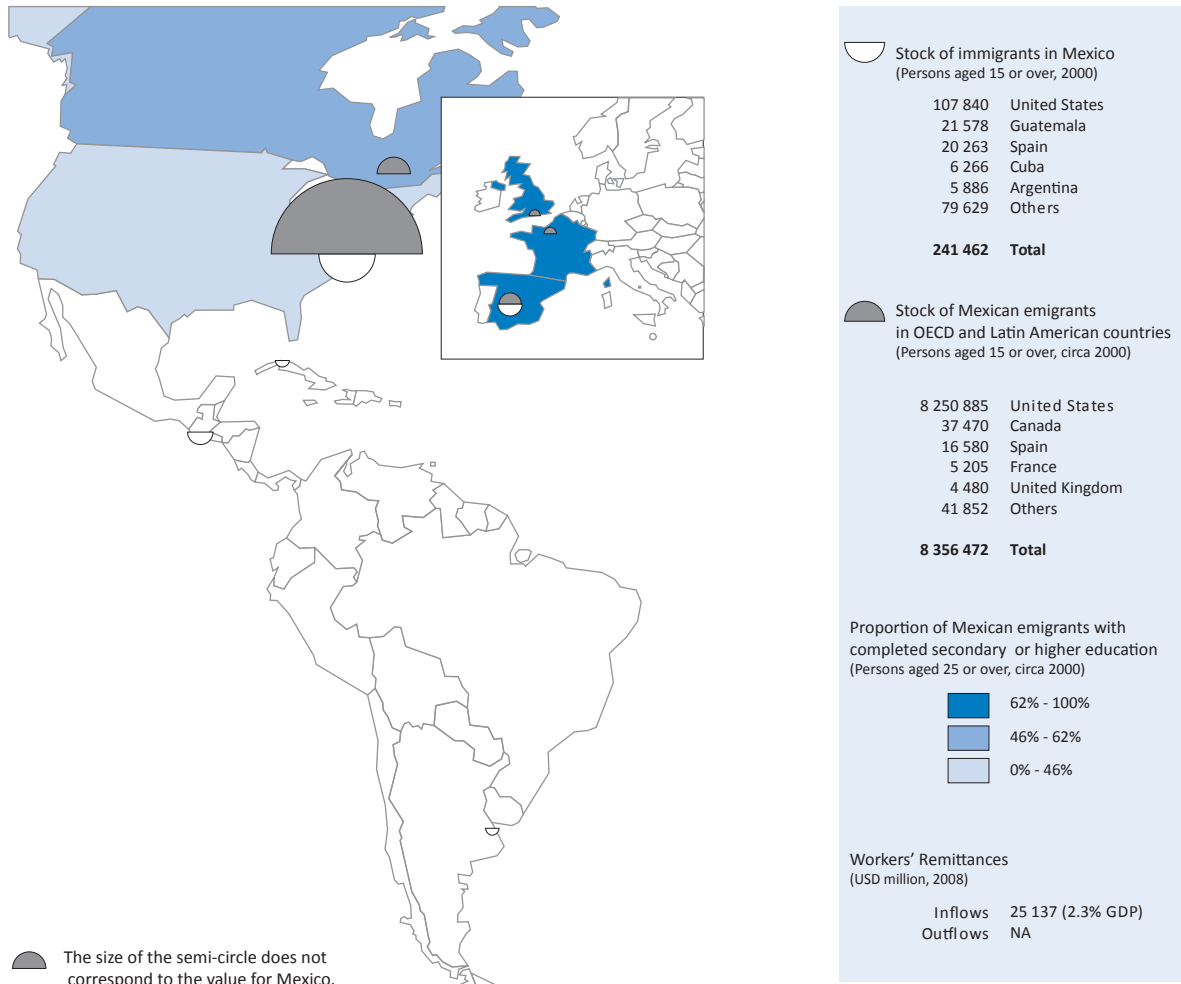 Stock of immigrants in Mexico
(Persons aged 15 or over, 2000)
107 840 United States
21 578 Guatemala
20 263 Spain
6 266 Cuba
5 886 Argentina
79 629 Others
241 462 Total
Stock of Mexican emigrants
in OECD and Latin American countries
(Persons aged 15 or over, circa 2000)
8 250 885 United States
37 470 Canada
16 580 Spain
5 205 France
4 480 United Kingdom
41 852 Others
8 356 472 Total
Proportion of Mexican emigrants with
completed secondary or higher education
(Persons aged 25 or over, circa 2000)
62% - 100%
46% - 62%
0% - 46%
Workers' Remittances
(USD million, 2008)
Inflows 25 137 (2.3% GDP)
Outflows NA
The size of the semi-circle does not
correspond to the value for Mexico.